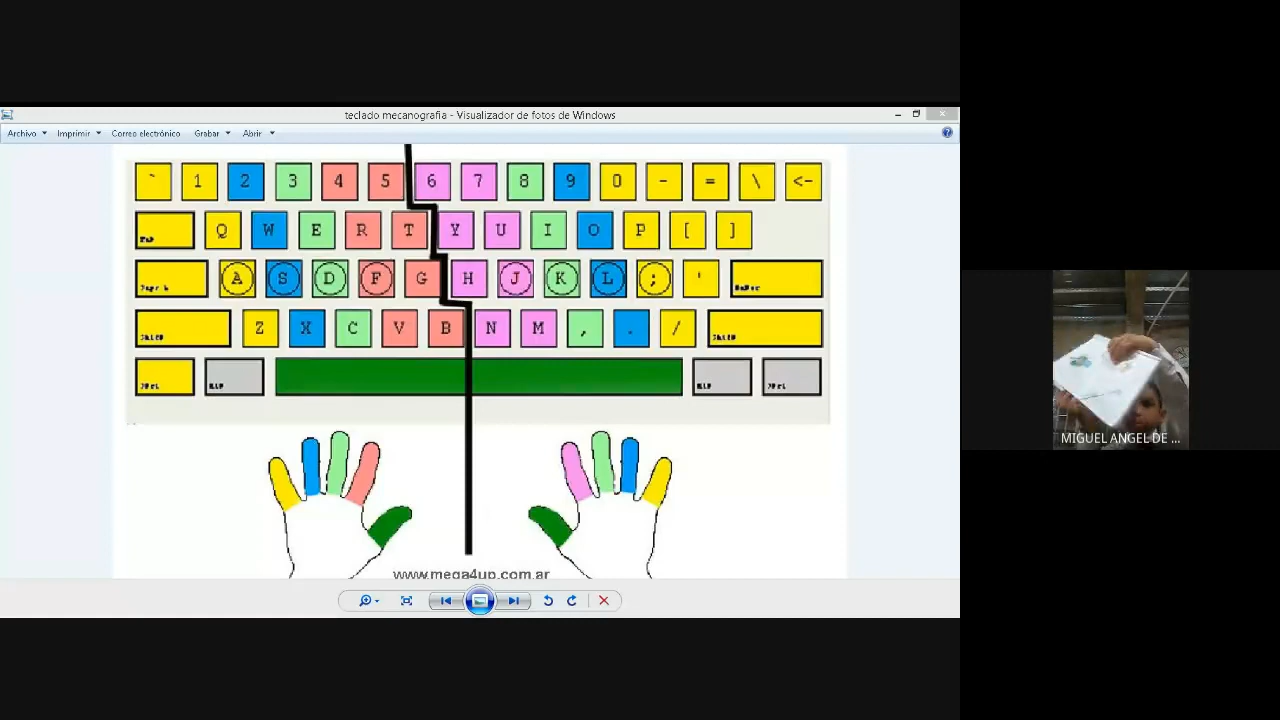 teclado mecanografia - Visualizador de fotos de Windows
Archivo Imprimir Correo electrónico Grabar Abrir
` 1 2 3 4 5 6 7 8 9 0 - = \ <-
Q W E R T Y U I O P [ ]
A S D F G H J K L ; '
Z X C V B N M , . /
www.mega4up.com.ar
MIGUEL ANGEL DE ...